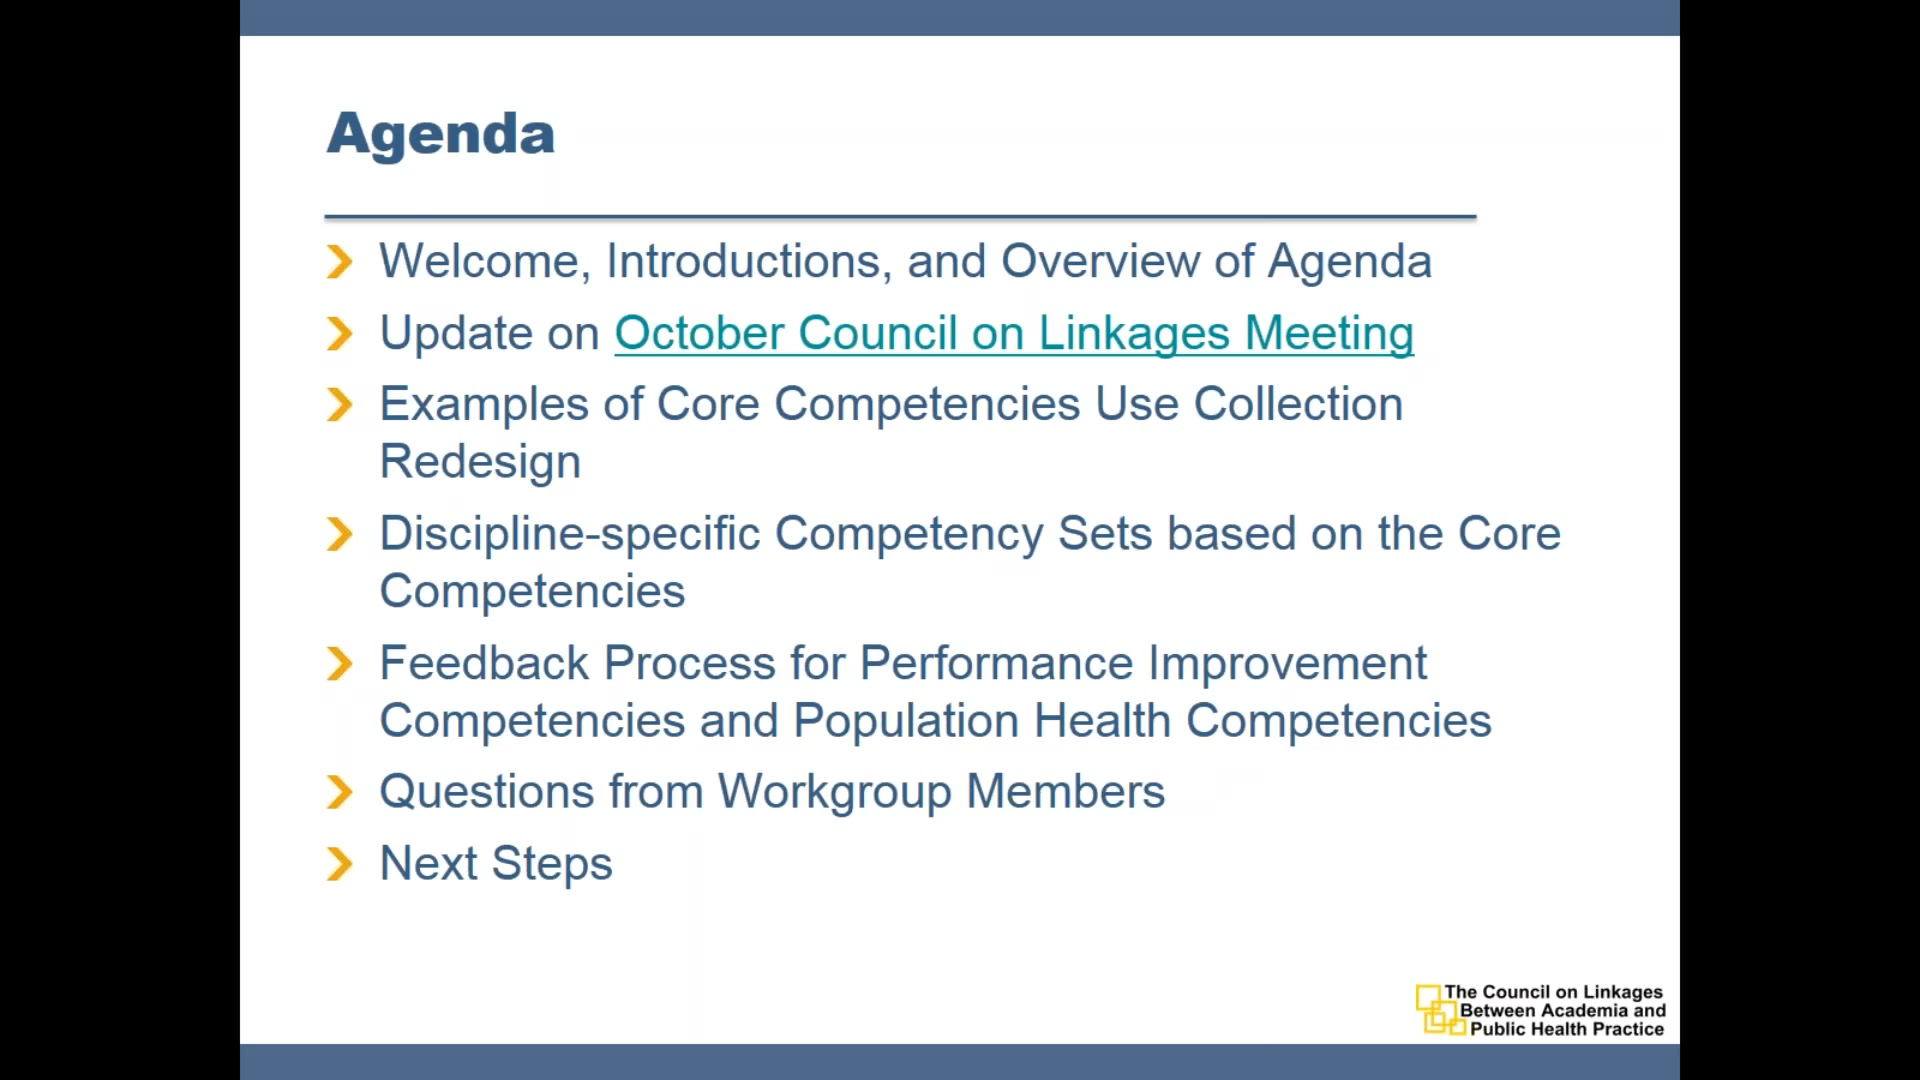 Agenda
Welcome, Introductions, and Overview of Agenda
Update on October Council on Linkages Meeting
Examples of Core Competencies Use Collection
Redesign
Discipline-specific Competency Sets based on the Core
Competencies
Feedback Process for Performance Improvement
Competencies and Population Health Competencies
Questions from Workgroup Members
Next Steps
The Council on Linkages
Between Academia and
Public Health Practice